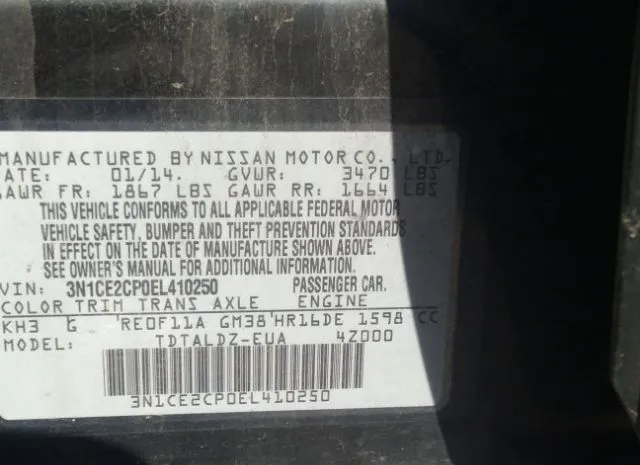 MANUFACTURED BY NISSAN MOTOR CO., LTD.
DATE: 01/14. GVWR: 3470 LBS
GAWR FR: 1867 LBS GAWR RR: 1664 LBS
THIS VEHICLE CONFORMS TO ALL APPLICABLE FEDERAL MOTOR
VEHICLE SAFETY, BUMPER AND THEFT PREVENTION STANDARDS
IN EFFECT ON THE DATE OF MANUFACTURE SHOWN ABOVE.
SEE OWNER'S MANUAL FOR ADDITIONAL INFORMATION.
VIN: 3N1CE2CP0EL410250 PASSENGER CAR.
COLOR TRIM TRANS AXLE ENGINE
KH3 G RE0F11A GM38 HR16DE 1598 CC
MODEL: TDTALDZ-EUA 4Z000
3N1CE2CP0EL410250